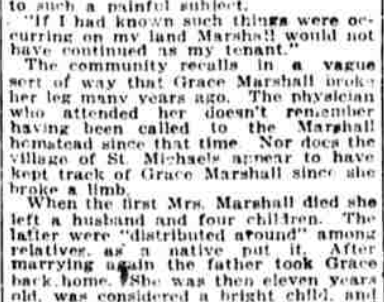 to such a painful subject.
"If I had known such things were oc-
curring on my land Marshall would not
have continued as my tenant."
The community recalls in a vague
sort of way that Grace Marshall broke
her leg many years ago. The physician
who attended her doesn't remember
having been called to the Marshall
homstead since that time. Nor does the
village of St. Michaels appear to have
kept track of Grace Marshall since she
broke a limb.
When the first Mrs. Marshall died she
left a husband and four children. The
latter were "distributed around" among
relatives, as a native put it. After
marrying again the father took Grace
back home. She was then eleven years
old, was considered a bright child, and